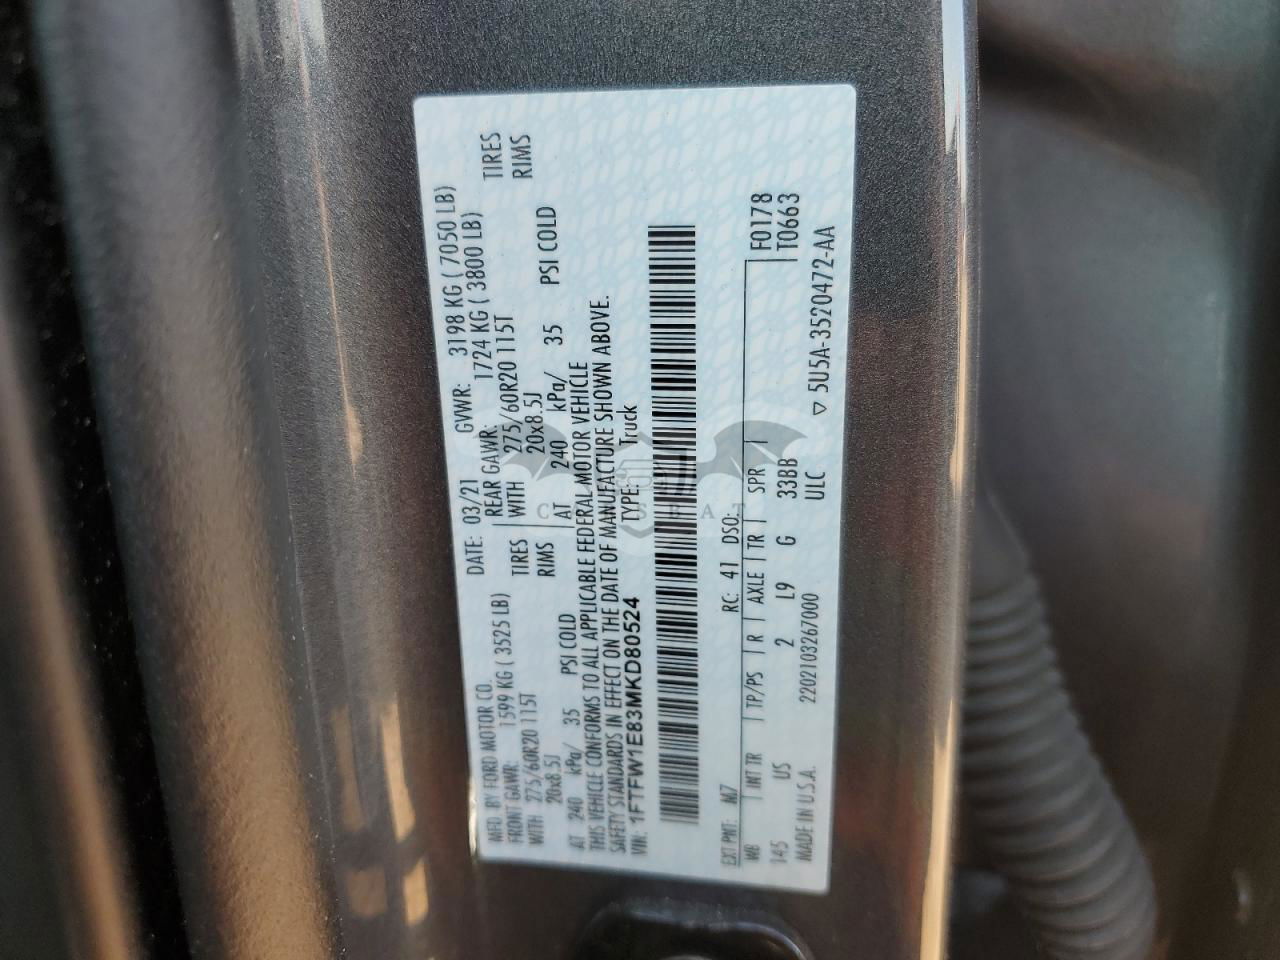 MFD. BY FORD MOTOR CO. DATE: 03/21 GVWR: 3198 KG ( 7050 LB)
FRONT GAWR: 1599 KG ( 3525 LB) REAR GAWR: 1724 KG ( 3800 LB)
WITH 275/60R20 115T TIRES WITH 275/60R20 115T TIRES
20x8.5J RIMS 20x8.5J RIMS
AT 240 kPa/ 35 PSI COLD AT 240 kPa/ 35 PSI COLD
THIS VEHICLE CONFORMS TO ALL APPLICABLE FEDERAL MOTOR VEHICLE
SAFETY STANDARDS IN EFFECT ON THE DATE OF MANUFACTURE SHOWN ABOVE.
VIN: 1FTFW1E83MKD80524 TYPE: Truck
EXT PNT: M7 RC: 41 DSO: F0178
WB INT TR TP/PS R AXLE TR SPR T0663
145 US 2 L9 G 33BB
MADE IN U.S.A. 2202103267000 ULC 5U5A-3520472-AA